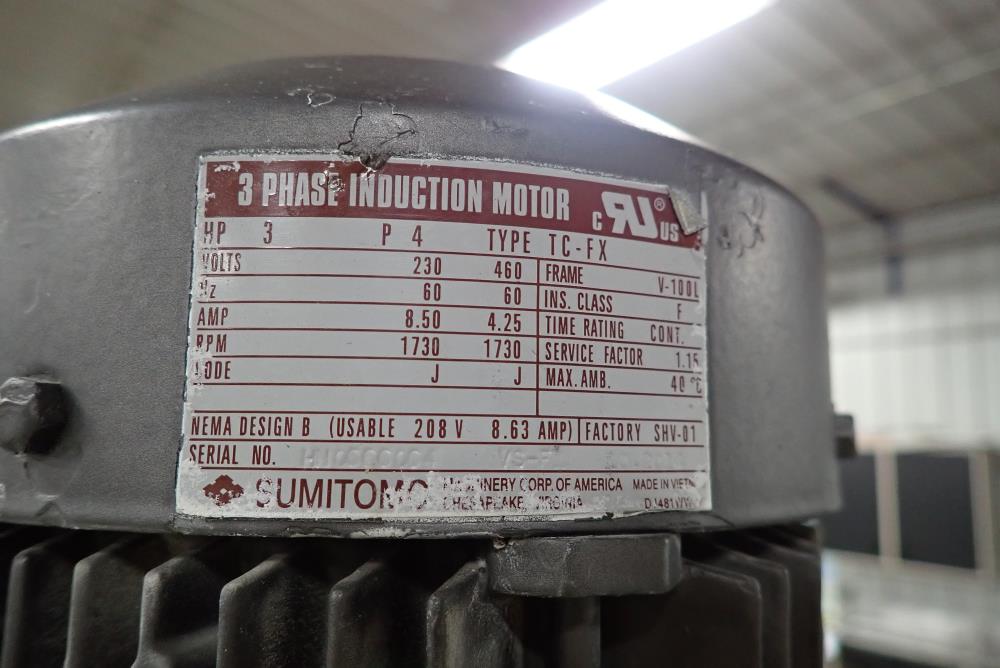 3 PHASE INDUCTION MOTOR c RU® US
HP 3 P 4 TYPE TC-FX
VOLTS 230 460 FRAME V-100L
Hz 60 60 INS. CLASS F
AMP 8.50 4.25 TIME RATING CONT.
RPM 1730 1730 SERVICE FACTOR 1.15
CODE J J MAX. AMB. 40 °C
NEMA DESIGN B (USABLE 208 V 8.63 AMP) FACTORY SHV-01
SERIAL NO.
SUMITOMO MACHINERY CORP. OF AMERICA MADE IN VIETNAM
CHESAPEAKE, VIRGINIA